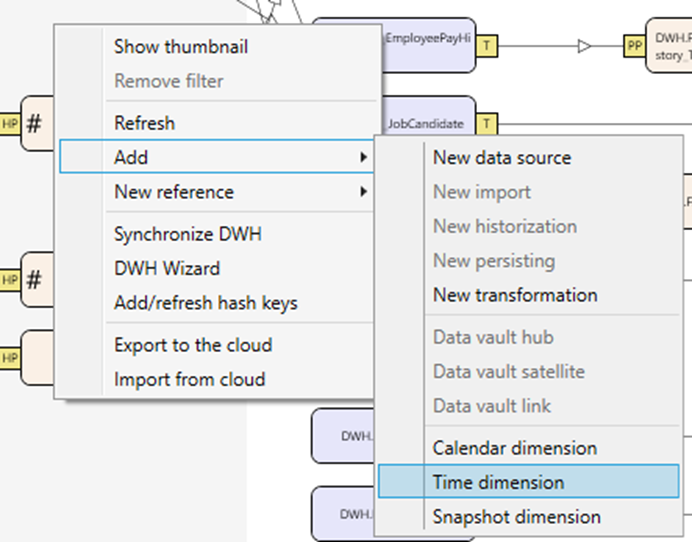 EmployeePayHi
T
PP
DWH.F
story_T
Show thumbnail
Remove filter
HP
#
Refresh
JobCandidate
T
Add
New reference
Synchronize DWH
DWH Wizard
Add/refresh hash keys
HP
#
Export to the cloud
Import from cloud
HP
New data source
New import
New historization
New persisting
New transformation
Data vault hub
Data vault satellite
Data vault link
Calendar dimension
Time dimension
Snapshot dimension
DWH.
DWH.